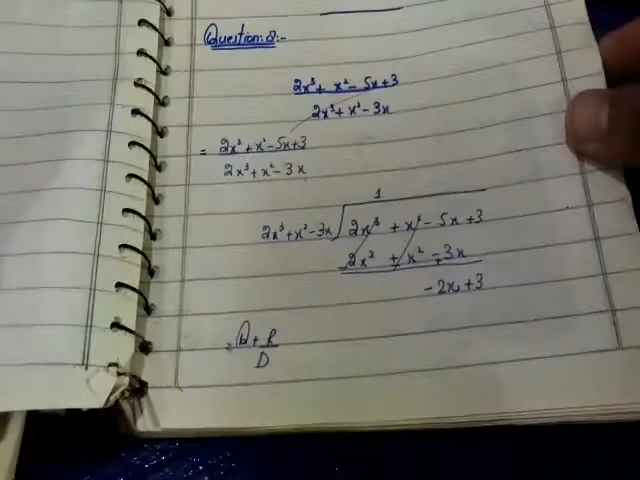 Question:8:-
2x³ + x² - 5x + 3
2x³ + x² - 3x
= 2x³ + x² - 5x + 3
2x³ + x² - 3x
1
2x³ + x² - 3x √ 2x³ + x² - 5x + 3
2x³ + x² - 3x
- 2x + 3
= Q + R
D